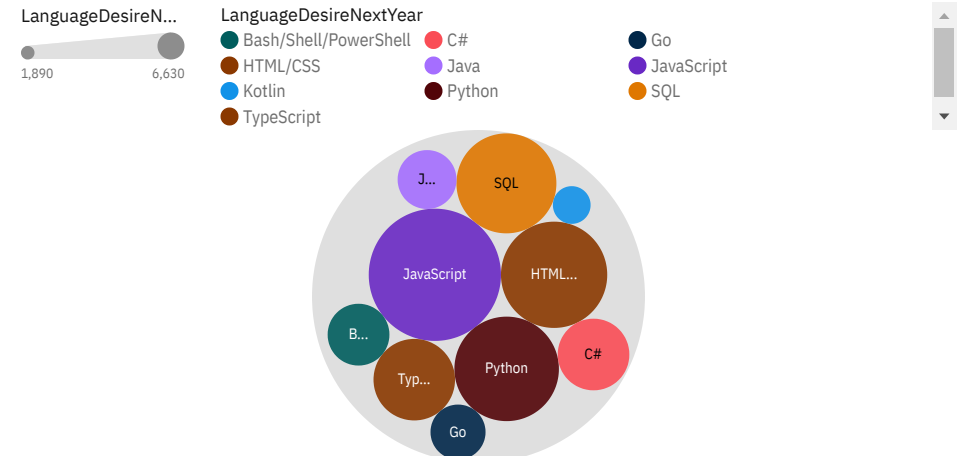 LanguageDesireN...
1,890 6,630
LanguageDesireNextYear
Bash/Shell/PowerShell C# Go
HTML/CSS Java JavaScript
Kotlin Python SQL
TypeScript
J...
SQL
JavaScript
HTML...
B...
C#
Python
Typ...
Go